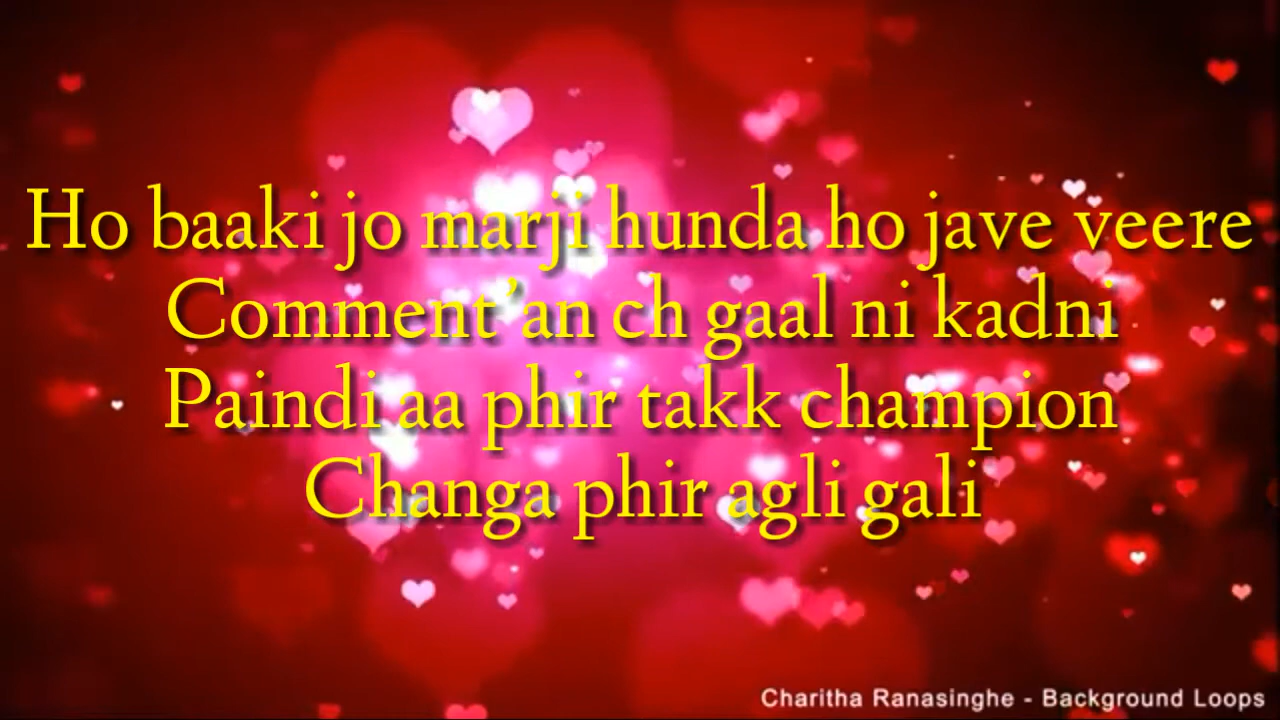 Ho baaki jo marji hunda ho jave veere
Comment'an ch gaal ni kadni
Paindi aa phir takk champion
Changa phir agli gali
Charitha Ranasinghe - Background Loops